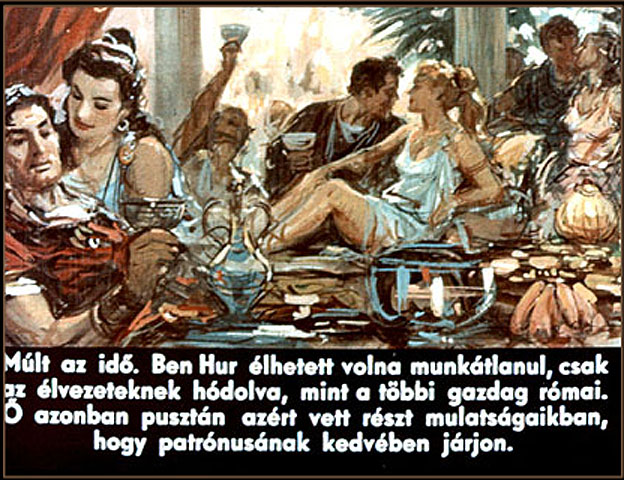 Múlt az idő. Ben Hur élhetett volna munkátlanul, csak
az élvezeteknek hódolva, mint a többi gazdag római.
Ő azonban pusztán azért vett részt mulatságaikban,
hogy patrónusának kedvében járjon.